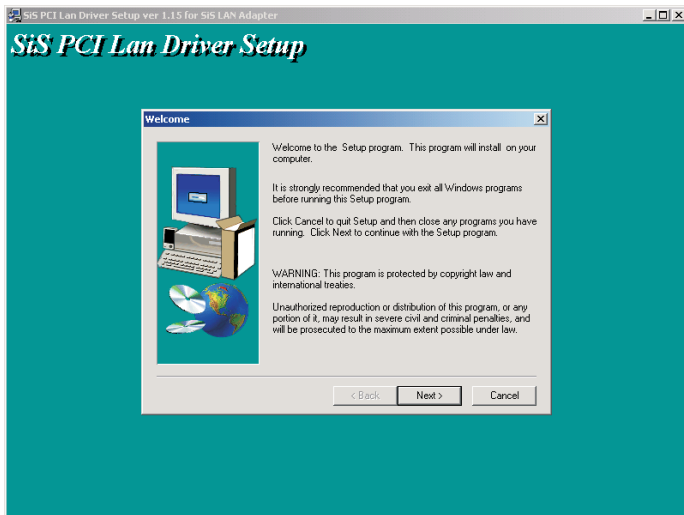 SiS PCI Lan Driver Setup ver 1.15 for SiS LAN Adapter
SiS PCI Lan Driver Setup
Welcome
Welcome to the Setup program. This program will install on your
computer.
It is strongly recommended that you exit all Windows programs
before running this Setup program.
Click Cancel to quit Setup and then close any programs you have
running. Click Next to continue with the Setup program.
WARNING: This program is protected by copyright law and
international treaties.
Unauthorized reproduction or distribution of this program, or any
portion of it, may result in severe civil and criminal penalties, and
will be prosecuted to the maximum extent possible under law.
< Back Next > Cancel